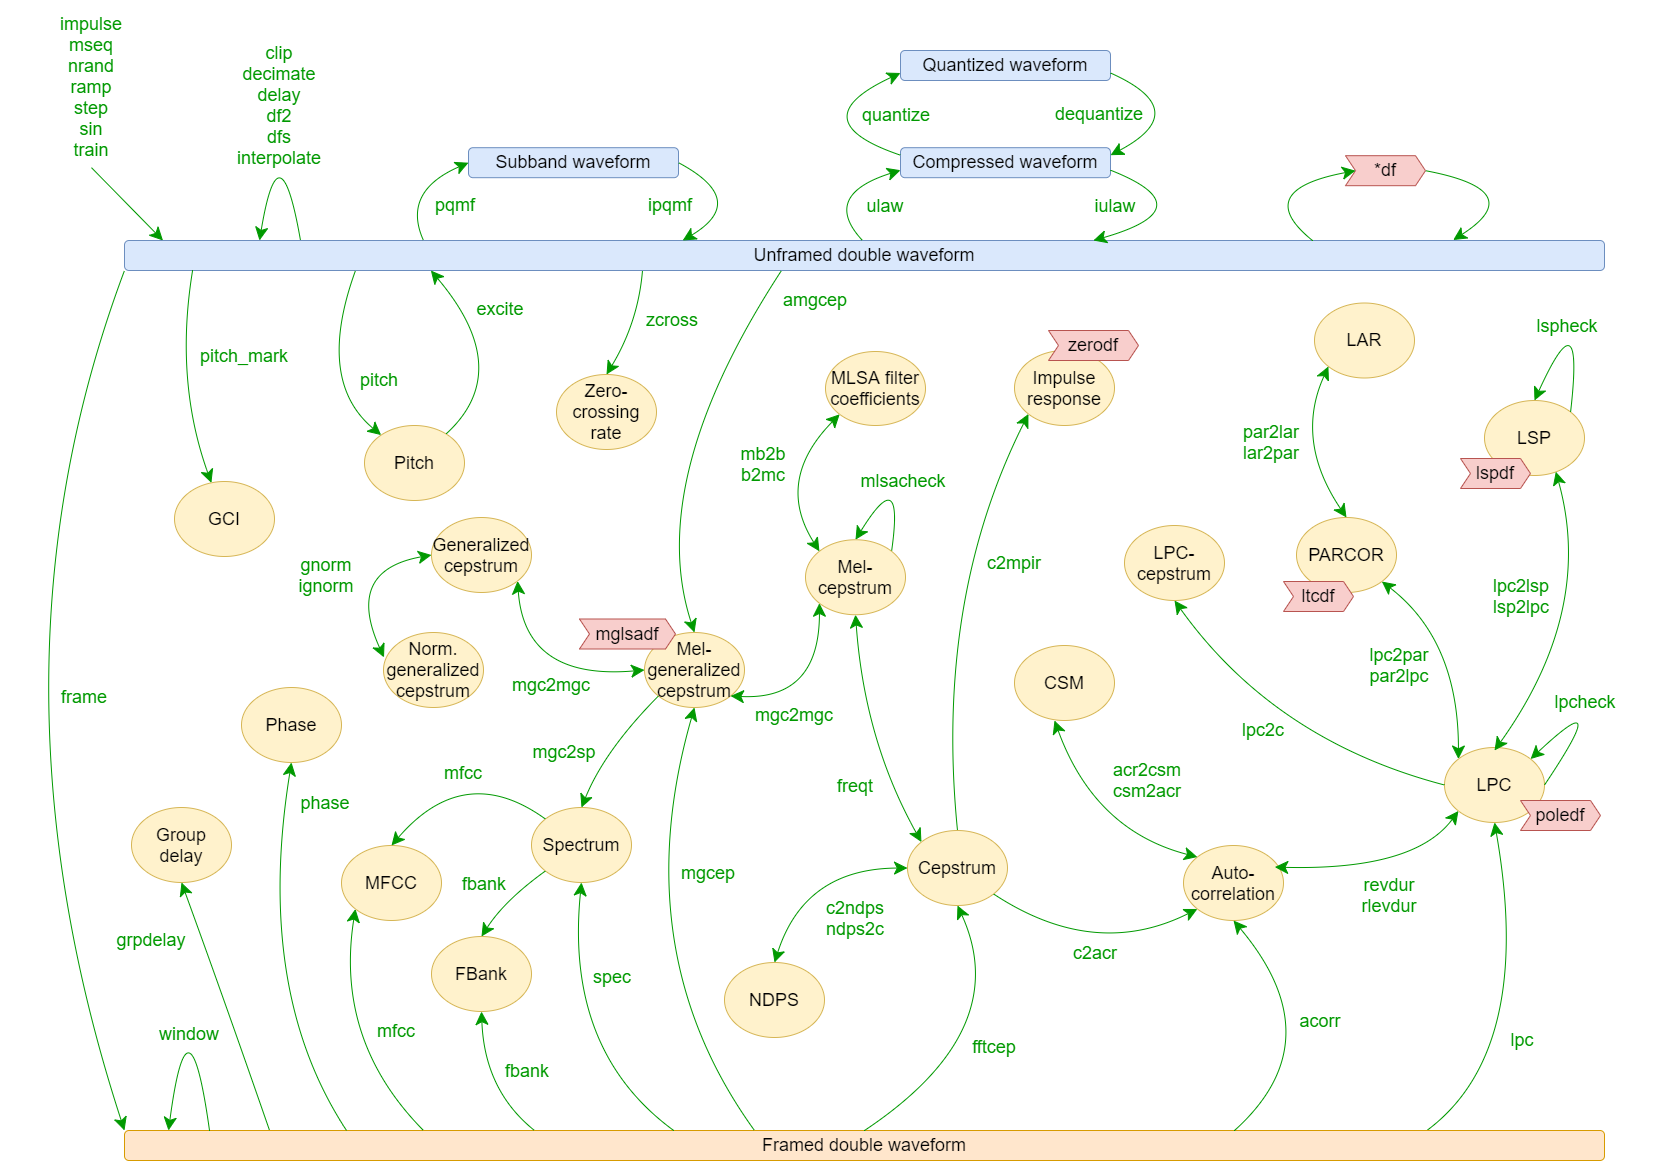 impulse
mseq
nrand
ramp
step
sin
train
clip
decimate
delay
df2
dfs
interpolate
Quantized waveform
quantize
dequantize
Subband waveform
Compressed waveform
*df
pqmf
ipqmf
ulaw
iulaw
Unframed double waveform
amgcep
excite
zcross
pitch_mark
pitch
zerodf
LAR
lspheck
MLSA filter
coefficients
Impulse
response
Zero-
crossing
rate
par2lar
lar2par
LSP
lspdf
mb2b
b2mc
mlsacheck
Pitch
GCI
Generalized
cepstrum
gnorm
ignorm
Mel-
cepstrum
c2mpir
LPC-
cepstrum
PARCOR
ltcdf
lpc2lsp
lsp2lpc
mglsadf
Norm.
generalized
cepstrum
Mel-
generalized
cepstrum
mgc2mgc
mgc2mgc
lpc2par
par2lpc
CSM
frame
Phase
lpc2c
lpcheck
mgc2sp
mfcc
freqt
acr2csm
csm2acr
LPC
poledf
phase
Group
delay
Spectrum
MFCC
fbank
mgcep
Cepstrum
Auto-
correlation
revdur
rlevdur
c2ndps
ndps2c
grpdelay
c2acr
FBank
spec
NDPS
window
mfcc
fftcep
acorr
lpc
fbank
Framed double waveform